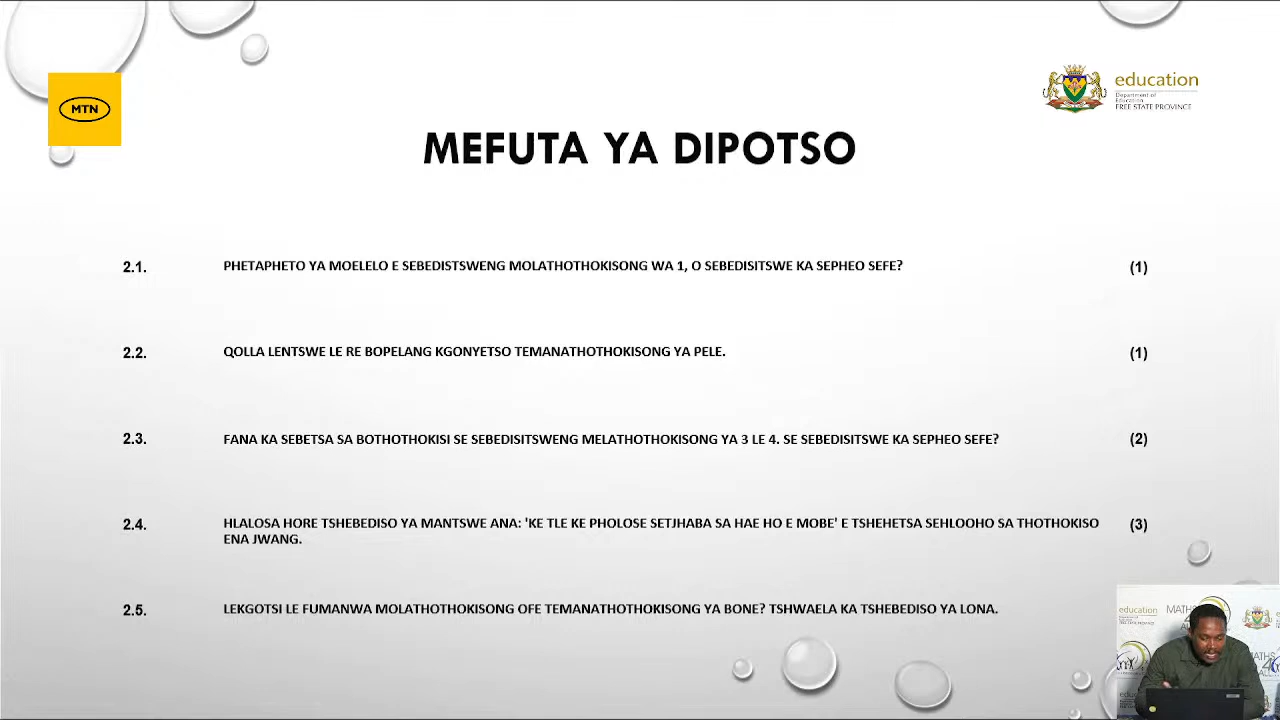 MTN
education
Department of
Education
FREE STATE PROVINCE
MEFUTA YA DIPOTSO
2.1. PHETAPHETO YA MOELELO E SEBEDISTSWENG MOLATHOTHOKISONG WA 1, O SEBEDISITSWE KA SEPHEO SEFE? (1)
2.2. QOLLA LENTSWE LE RE BOPELANG KGONYETSO TEMANATHOTHOKISONG YA PELE. (1)
2.3. FANA KA SEBETSA SA BOTHOTHOKISI SE SEBEDISITSWENG MELATHOTHOKISONG YA 3 LE 4. SE SEBEDISITSWE KA SEPHEO SEFE? (2)
2.4. HLALOSA HORE TSHEBEDISO YA MANTSWE ANA: 'KE TLE KE PHOLOSE SETJHABA SA HAE HO E MOBE' E TSHEHETSA SEHLOOHO SA THOTHOKISO (3)
ENA JWANG.
2.5. LEKGOTSI LE FUMANWA MOLATHOTHOKISONG OFE TEMANATHOTHOKISONG YA BONE? TSHWAELA KA TSHEBEDISO YA LONA.
education
FREE STATE PROVINCE
MATHS
MATHS